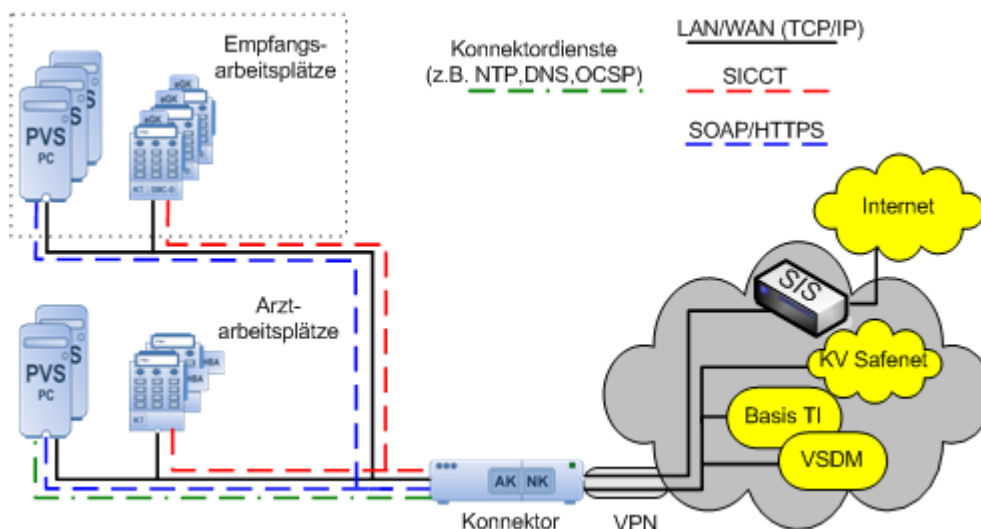 Empfangs-
arbeitsplätze
PVS
PC
S
eGK
eGK
KT
SMC-B
Konnektordienste
(z.B. NTP,DNS,OCSP)
LAN/WAN (TCP/IP)
SICCT
SOAP/HTTPS
Internet
SIS
KV Safenet
Basis TI
VSDM
Arzt-
arbeitsplätze
PVS
PC
S
HBA
HBA
KT
AK
NK
Konnektor
VPN